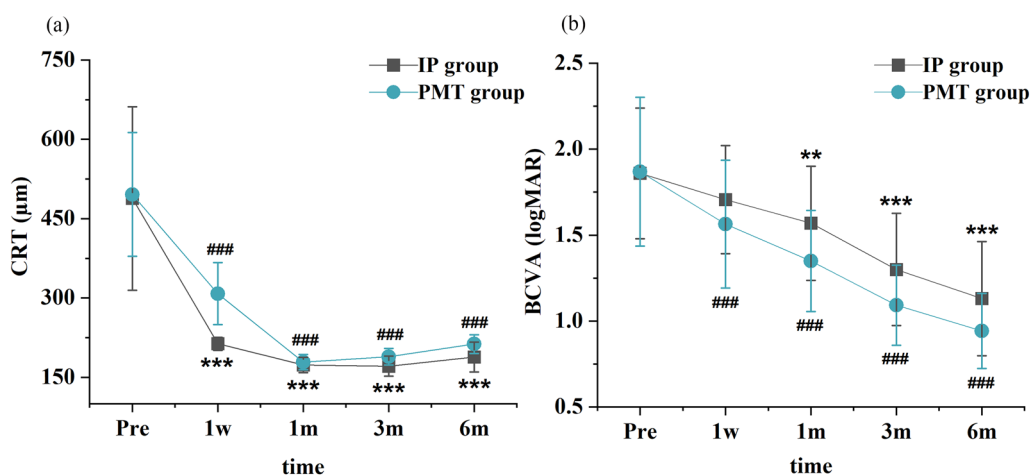 (a)
IP group
PMT group
CRT (μm)
750
600
450
300
150
###
###
###
###
***
***
***
***
Pre
1w
1m
3m
6m
time
(b)
IP group
PMT group
BCVA (logMAR)
2.5
2.0
1.5
1.0
0.5
**
***
***
###
###
###
###
Pre
1w
1m
3m
6m
time